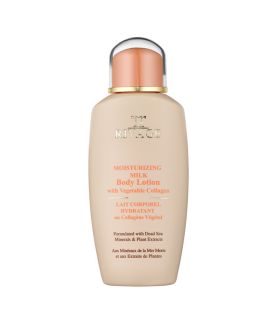 RIVAGE
MOISTURIZING
MILK
Body Lotion
with Vegetable Collagen
LAIT CORPOREL
HYDRATANT
au Collagène Végétal
Formulated with Dead Sea
Minerals & Plant Extracts
Aux Minéraux de la Mer Morte
et aux Extraits de Plantes